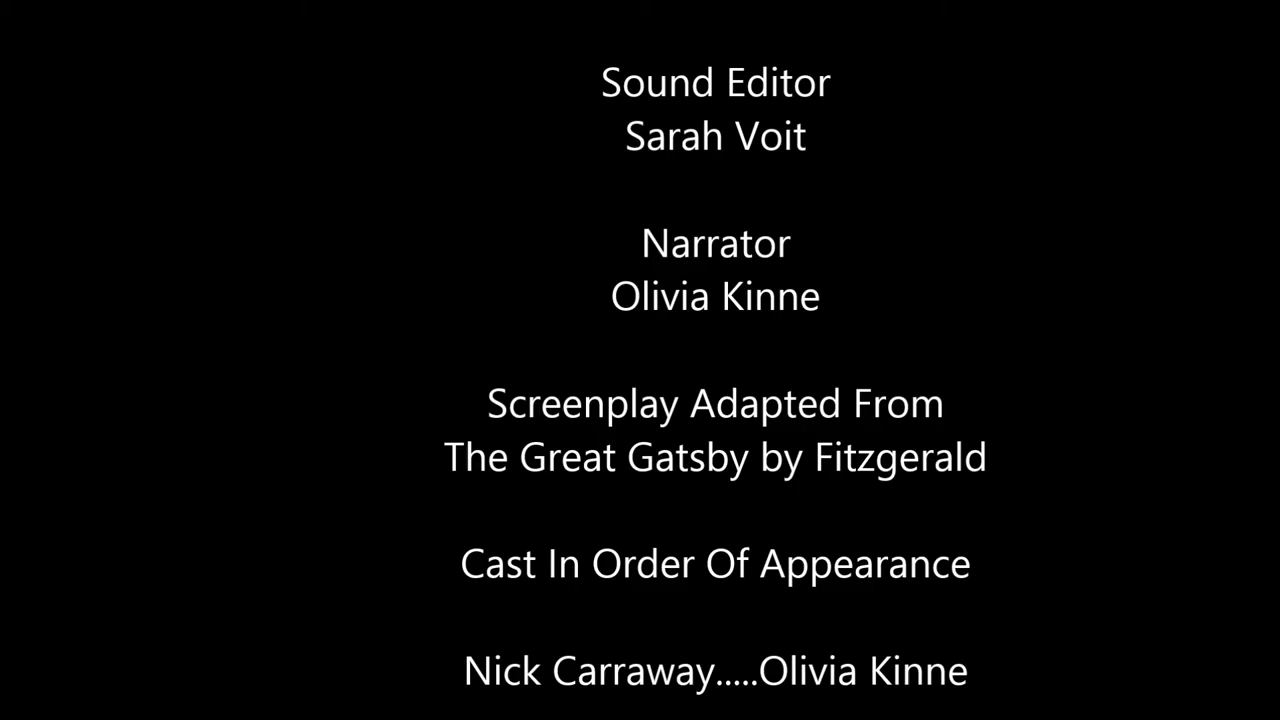 Sound Editor
Sarah Voit
Narrator
Olivia Kinne
Screenplay Adapted From
The Great Gatsby by Fitzgerald
Cast In Order Of Appearance
Nick Carraway.....Olivia Kinne